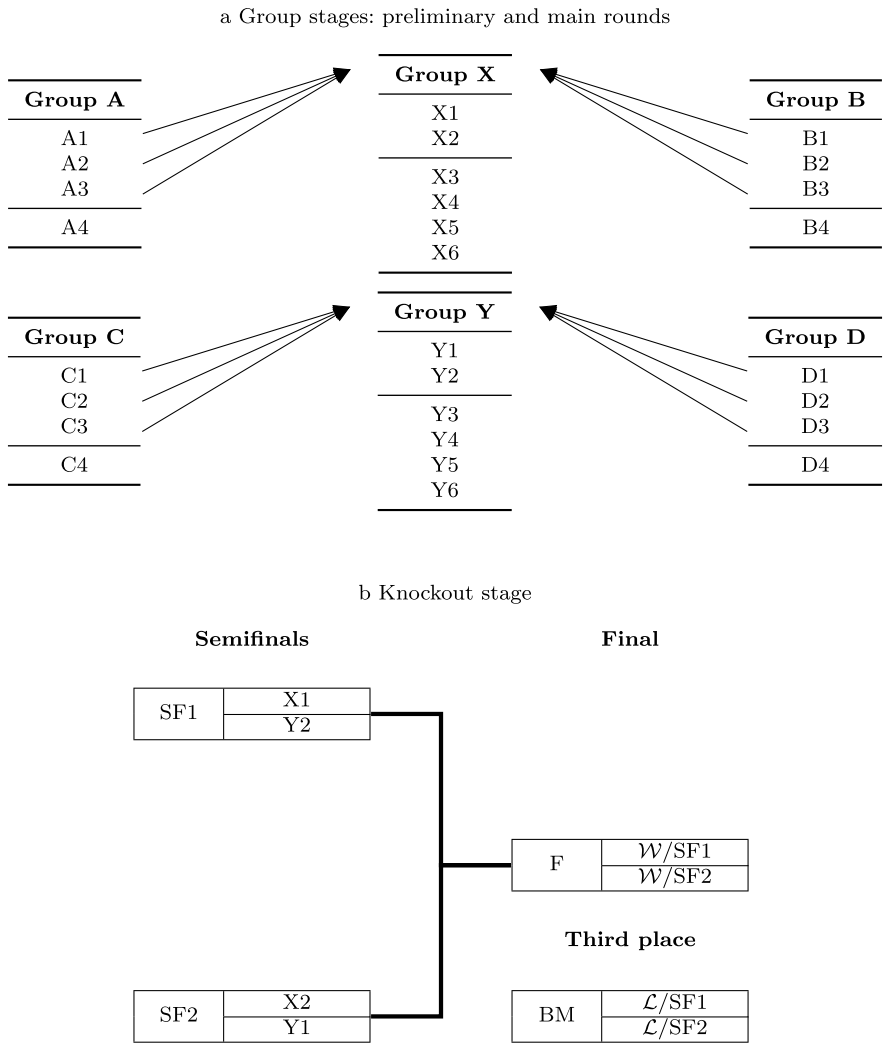 a Group stages: preliminary and main rounds
Group A
A1
A2
A3
A4
Group X
X1
X2
X3
X4
X5
X6
Group B
B1
B2
B3
B4
Group C
C1
C2
C3
C4
Group Y
Y1
Y2
Y3
Y4
Y5
Y6
Group D
D1
D2
D3
D4
b Knockout stage
Semifinals
Final
SF1
X1
Y2
F
𝒲/SF1
𝒲/SF2
Third place
SF2
X2
Y1
BM
ℒ/SF1
ℒ/SF2